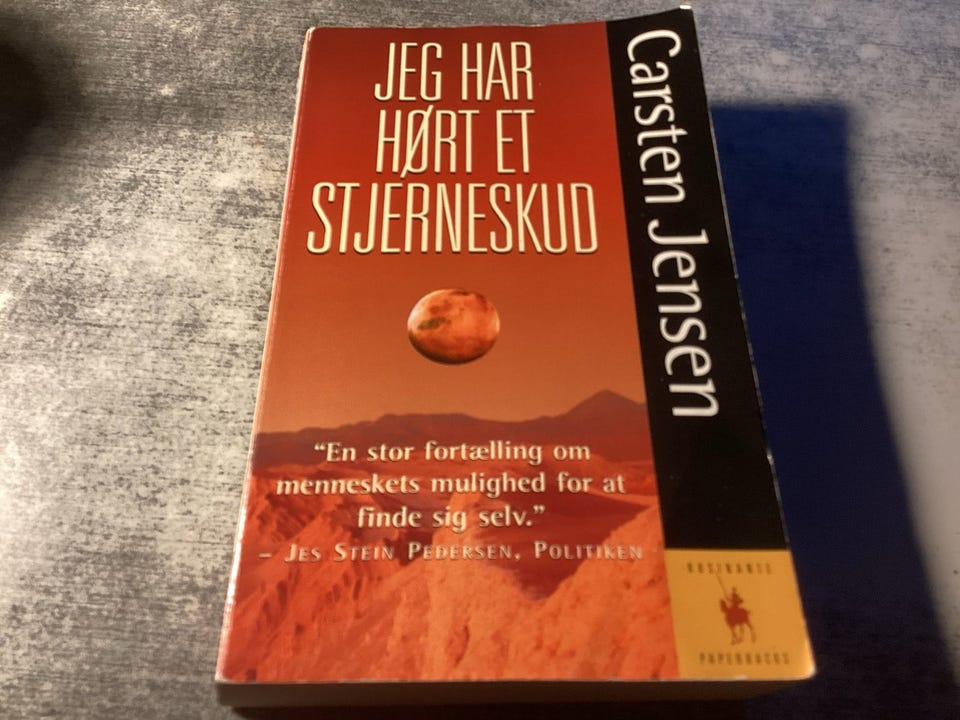 JEG HAR
HØRT ET
STJERNESKUD
Carsten Jensen
“En stor fortælling om
menneskets mulighed for at
finde sig selv.”
– JES STEIN PEDERSEN, POLITIKEN
ROSINANTE
PAPERBACKS